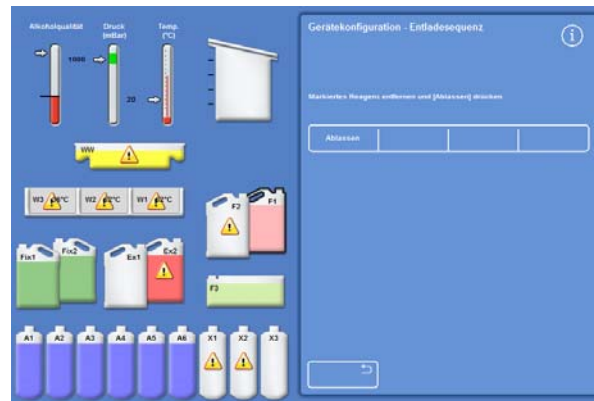 Alkoholqualität
Druck
(mBar)
Temp.
(°C)
1000
20
WW
W3
W2
W1
F2
F1
Fix1
Fix2
Ex1
Ex2
F3
A1 A2 A3 A4 A5 A6 X1 X2 X3
Gerätekonfiguration - Entladesequenz
i
Markiertes Reagens entfernen und [Ablassen] drücken
Ablassen